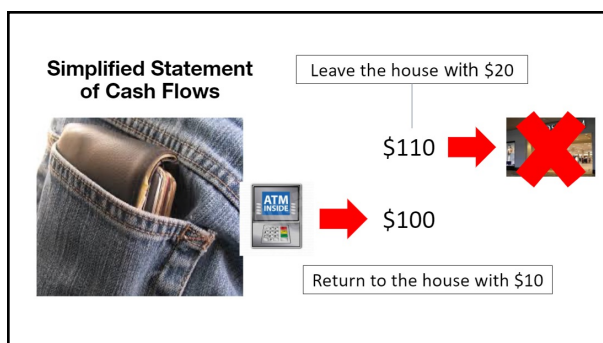 Simplified Statement
of Cash Flows
Leave the house with $20
$110
ATM
INSIDE
$100
Return to the house with $10